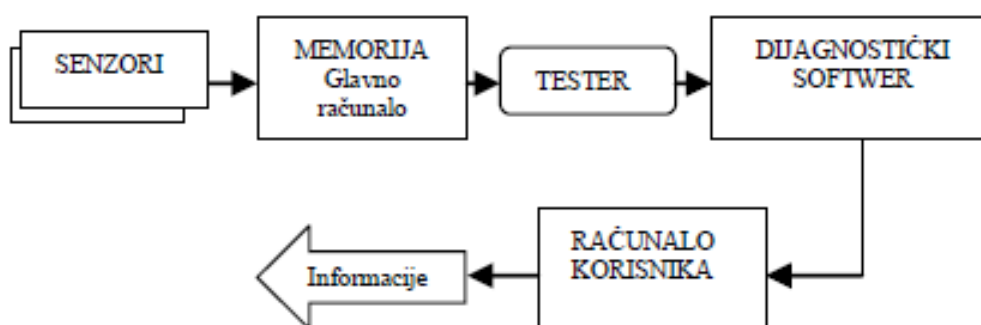 SENZORI
MEMORIJA
Glavno
računalo
TESTER
DIJAGNOSTIČKI
SOFTWER
RAČUNALO
KORISNIKA
Informacije